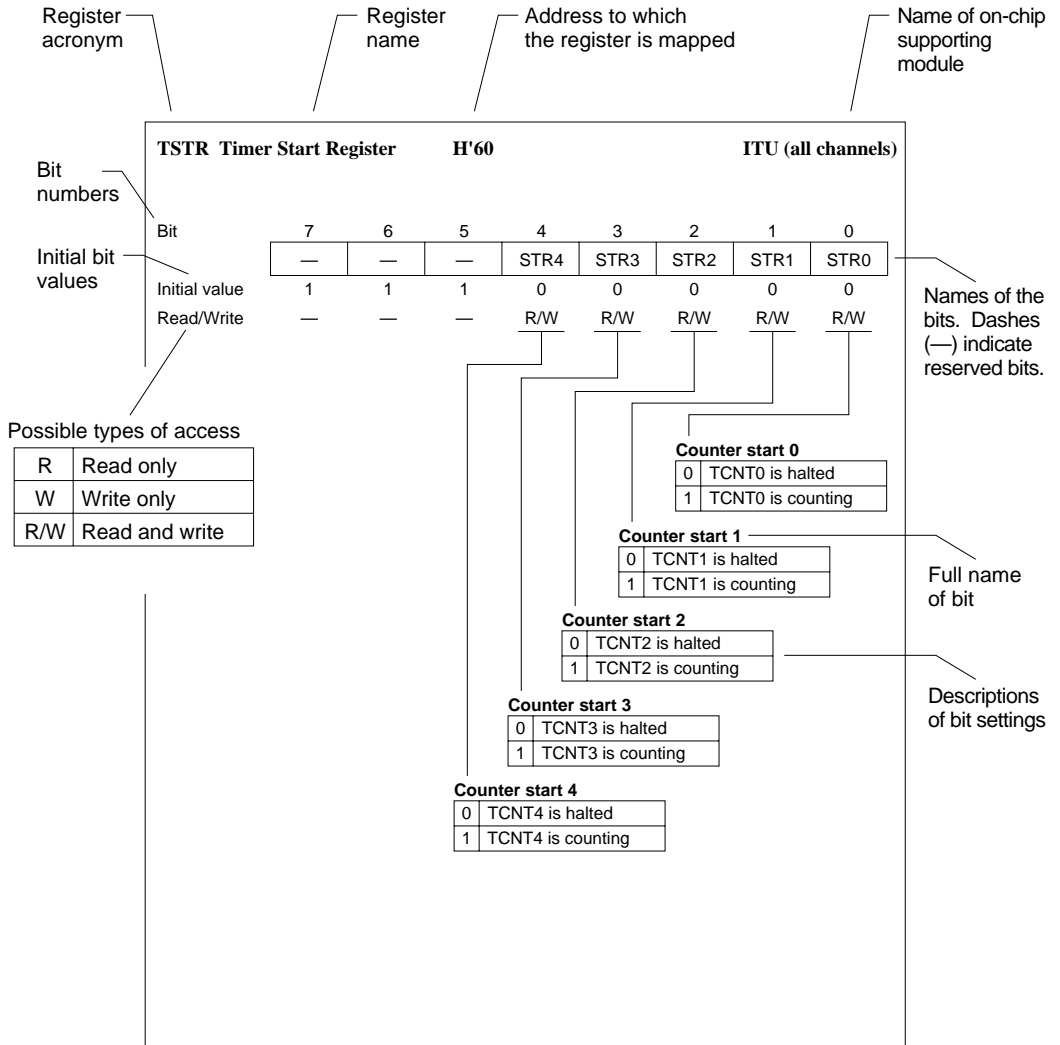 Register
acronym
Register
name
Address to which
the register is mapped
Name of on-chip
supporting
module
TSTR Timer Start Register H'60 ITU (all channels)
Bit
numbers
Bit 7 6 5 4 3 2 1 0
Initial bit
values
— — — STR4 STR3 STR2 STR1 STR0
Initial value 1 1 1 0 0 0 0 0
Read/Write — — — R/W R/W R/W R/W R/W
Names of the
bits. Dashes
(—) indicate
reserved bits.
Possible types of access
R Read only
W Write only
R/W Read and write
Counter start 0
0 TCNT0 is halted
1 TCNT0 is counting
Counter start 1
0 TCNT1 is halted
1 TCNT1 is counting
Full name
of bit
Counter start 2
0 TCNT2 is halted
1 TCNT2 is counting
Descriptions
of bit settings
Counter start 3
0 TCNT3 is halted
1 TCNT3 is counting
Counter start 4
0 TCNT4 is halted
1 TCNT4 is counting